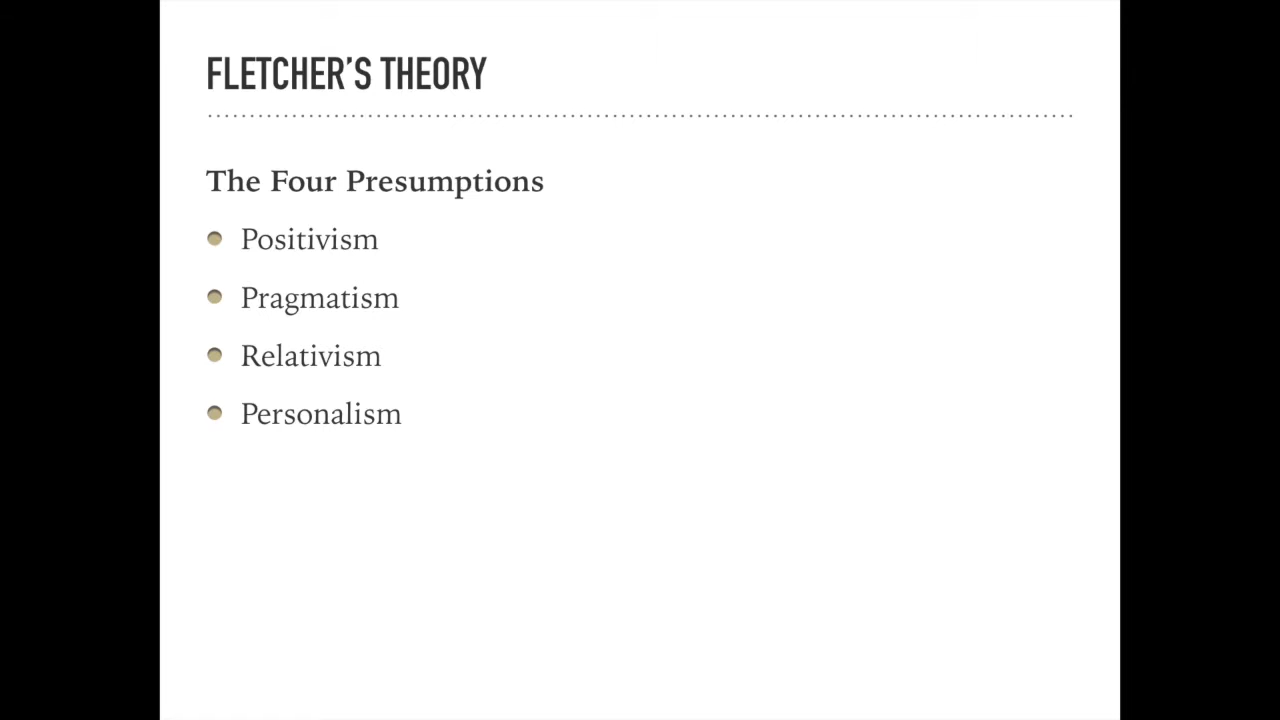 FLETCHER’S THEORY
The Four Presumptions
Positivism
Pragmatism
Relativism
Personalism